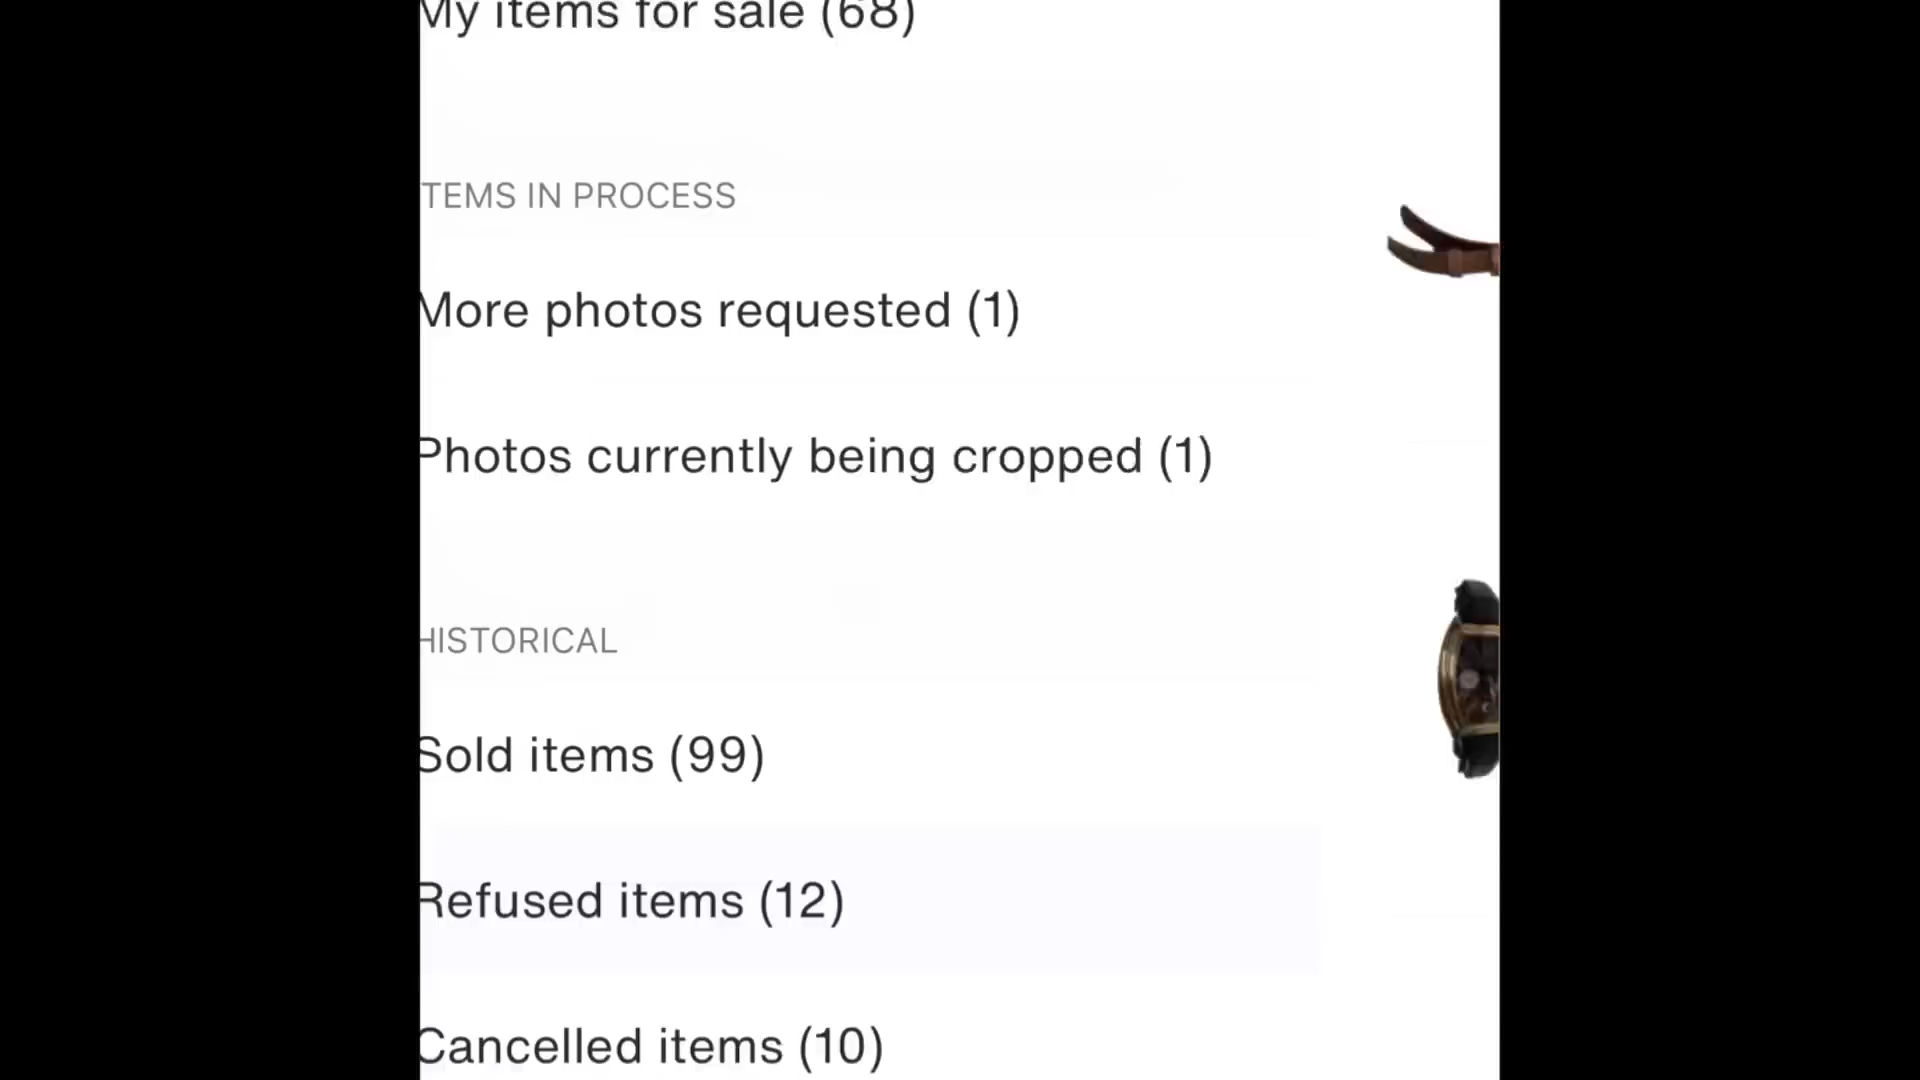 My items for sale (68)
ITEMS IN PROCESS
More photos requested (1)
Photos currently being cropped (1)
HISTORICAL
Sold items (99)
Refused items (12)
Cancelled items (10)